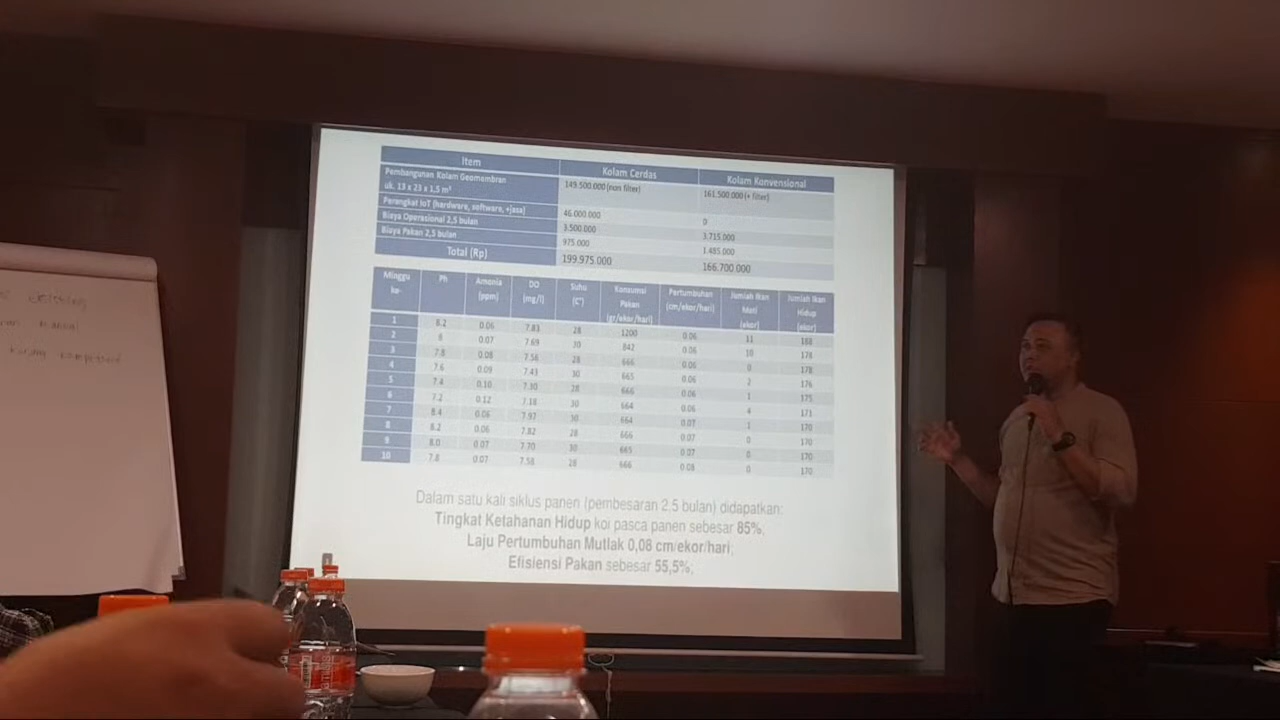 Item Kolam Cerdas Kolam Konvensional
Pembangunan Kolam Geomembran
uk. 13 x 23 x 1,5 m³ 149.500.000 (non filter) 161.500.000 (+ filter)
Perangkat IoT (hardware, software, +jasa) 46.000.000 0
Biaya Operasional 2,5 bulan 3.500.000 3.715.000
Biaya Pakan 2,5 bulan 975.000 1.485.000
Total (Rp) 199.975.000 166.700.000
Minggu ke- Ph Amonia (ppm) DO (mg/l) Suhu (C°) Konsumsi Pakan (gr/ekor/hari) Pertumbuhan (cm/ekor/hari) Jumlah Ikan Mati (ekor) Jumlah Ikan Hidup (ekor)
1 8.2 0.06 7.83 28 1200 0.06 11 188
2 8 0.07 7.69 30 842 0.06 10 178
3 7.8 0.08 7.56 28 666 0.06 0 178
4 7.6 0.09 7.43 30 665 0.06 2 176
5 7.4 0.10 7.30 28 666 0.06 1 175
6 7.2 0.12 7.18 30 664 0.06 4 171
7 8.4 0.06 7.97 30 664 0.07 1 170
8 8.2 0.06 7.82 28 666 0.07 0 170
9 8.0 0.07 7.70 30 665 0.07 0 170
10 7.8 0.07 7.58 28 666 0.08 0 170
Dalam satu kali siklus panen (pembesaran 2.5 bulan) didapatkan:
Tingkat Ketahanan Hidup koi pasca panen sebesar 85%,
Laju Pertumbuhan Mutlak 0,08 cm/ekor/hari,
Efisiensi Pakan sebesar 55,5%,